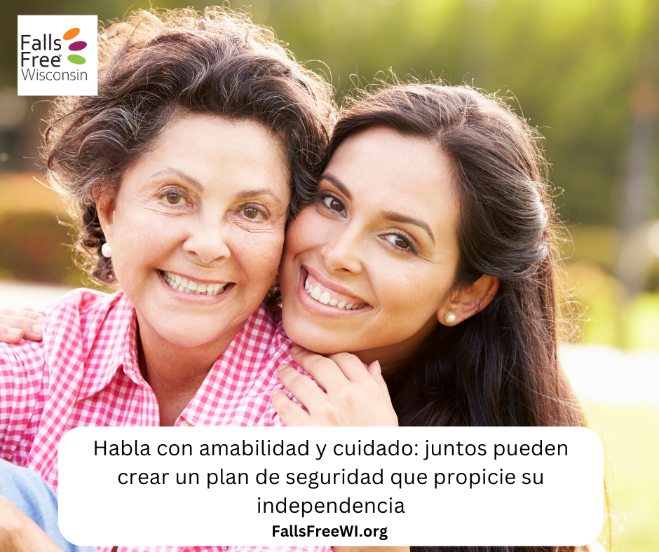 Falls
Free®
Wisconsin
Habla con amabilidad y cuidado: juntos pueden
crear un plan de seguridad que propicie su
independencia
FallsFreeWI.org